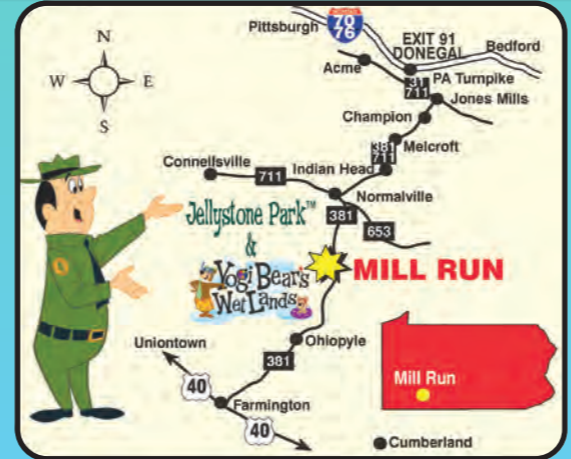 Pittsburgh
70
76
EXIT 91
DONEGAL
Bedford
N
W
E
S
Acme
PA Turnpike
31
711
Jones Mills
Champion
381
711
Melcroft
Connellsville
711
Indian Head
Normalville
381
653
Jellystone Park™
&
Yogi Bear's
Wetlands
MILL RUN
Uniontown
Ohiopyle
381
40
Farmington
40
Mill Run
Cumberland